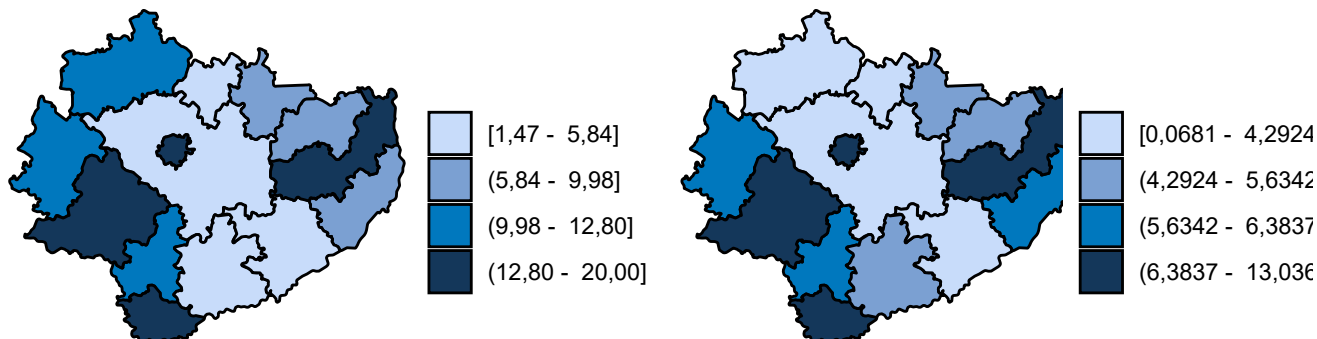 [1,47 - 5,84]
(5,84 - 9,98]
(9,98 - 12,80]
(12,80 - 20,00]
[0,0681 - 4,2924
(4,2924 - 5,6342
(5,6342 - 6,3837
(6,3837 - 13,036